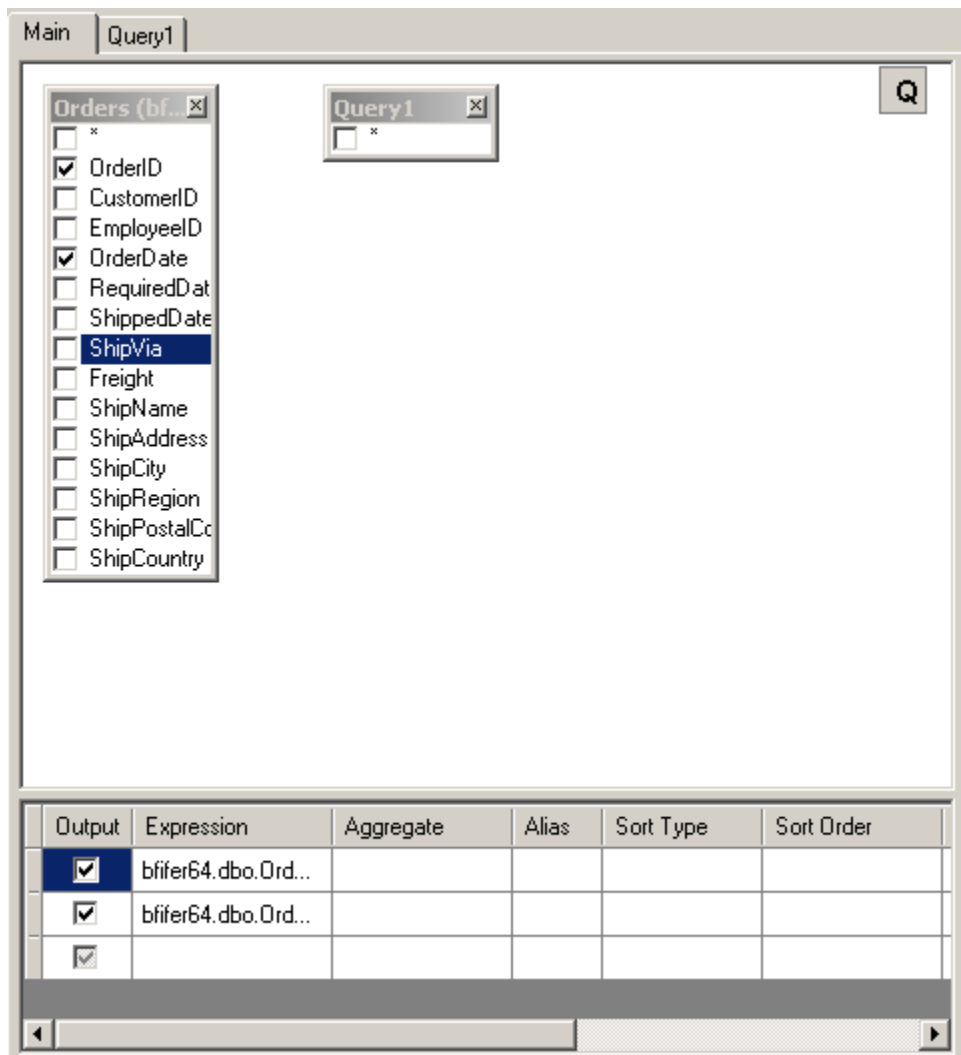 Main Query1
Q
Orders (bf...
*
OrderID
CustomerID
EmployeeID
OrderDate
RequiredDat
ShippedDate
ShipVia
Freight
ShipName
ShipAddress
ShipCity
ShipRegion
ShipPostalCo
ShipCountry
Query1
*
Output Expression Aggregate Alias Sort Type Sort Order
bfifer64.dbo.Ord...
bfifer64.dbo.Ord...